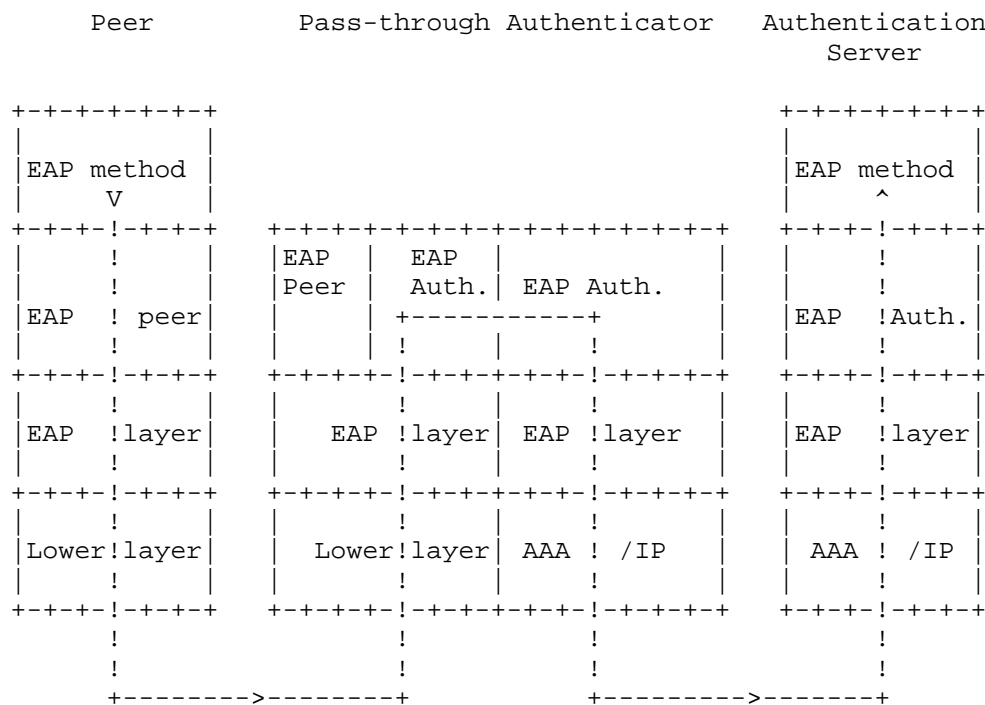 Peer Pass-through Authenticator Authentication
Server
+-+-+-+-+-+-+ +-+-+-+-+-+-+
| | | |
|EAP method | |EAP method |
| V | | ^ |
+-+-+-!-+-+-+ +-+-+-+-+-+-+-+-+-+-+-+-+-+-+ +-+-+-!-+-+-+
| ! | |EAP | EAP | | | ! |
| ! | |Peer | Auth.| EAP Auth. | | ! |
|EAP ! peer| | | +-----------+ | |EAP !Auth.|
| ! | | | ! | ! | | ! |
+-+-+-!-+-+-+ +-+-+-+-!-+-+-+-+-+-+-!-+-+-+-+ +-+-+-!-+-+-+
| ! | | ! | ! | | ! |
|EAP !layer| | EAP !layer| EAP !layer | |EAP !layer|
| ! | | ! | ! | | ! |
+-+-+-!-+-+-+ +-+-+-+-!-+-+-+-+-+-+-!-+-+-+-+ +-+-+-!-+-+-+
| ! | | ! | ! | | ! |
|Lower!layer| | Lower!layer| AAA ! /IP | | AAA ! /IP |
| ! | | ! | ! | | ! |
+-+-+-!-+-+-+ +-+-+-+-!-+-+-+-+-+-+-!-+-+-+-+ +-+-+-!-+-+-+
! ! ! !
! ! ! !
+-------->--------+ +--------->-------+